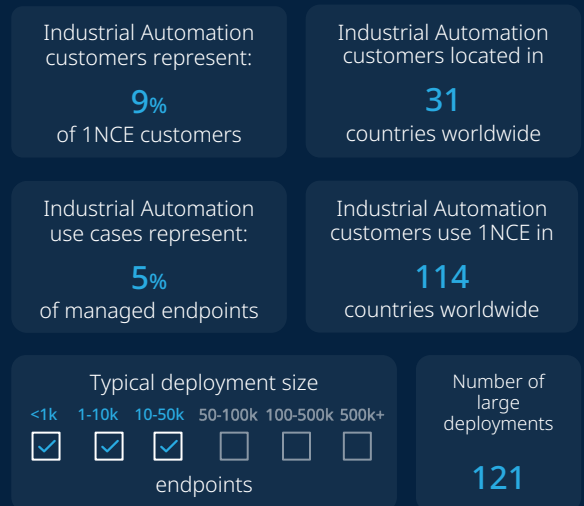 Industrial Automation
customers represent:
9%
of 1NCE customers
Industrial Automation
customers located in
31
countries worldwide
Industrial Automation
use cases represent:
5%
of managed endpoints
Industrial Automation
customers use 1NCE in
114
countries worldwide
Typical deployment size
<1k 1-10k 10-50k 50-100k 100-500k 500k+
endpoints
Number of
large
deployments
121